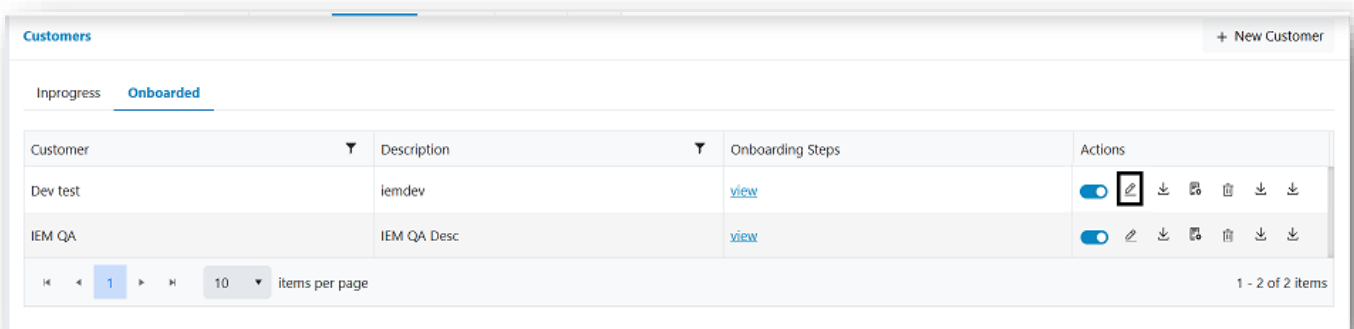 Customers
+ New Customer
Inprogress Onboarded
Customer Description Onboarding Steps Actions
Dev test iemdev view
IEM QA IEM QA Desc view
1 10 items per page 1 - 2 of 2 items